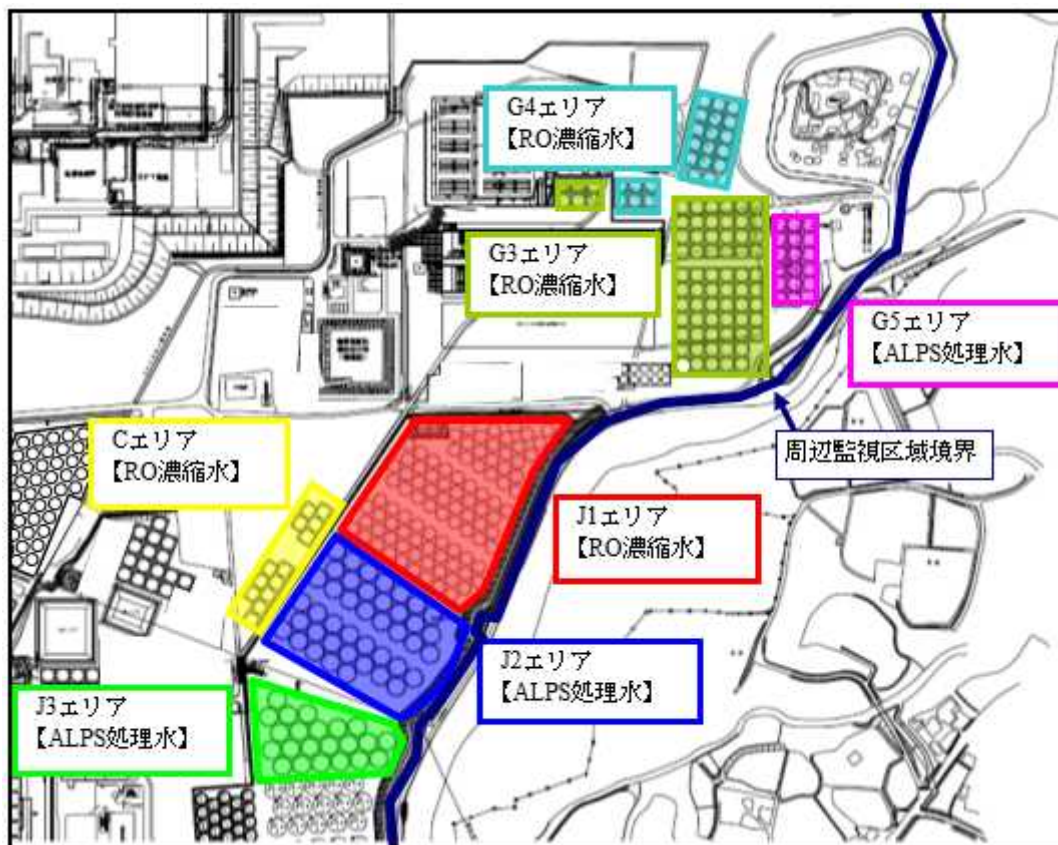 G4エリア
【RO濃縮水】
G3エリア
【RO濃縮水】
G5エリア
【ALPS処理水】
Cエリア
【RO濃縮水】
周辺監視区域境界
J1エリア
【RO濃縮水】
J2エリア
【ALPS処理水】
J3エリア
【ALPS処理水】